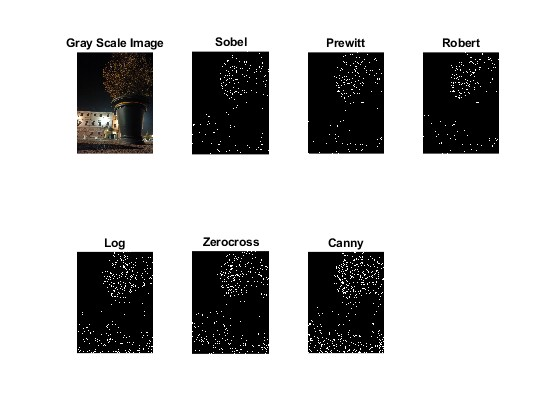 Gray Scale Image
Sobel
Prewitt
Robert
Log
Zerocross
Canny